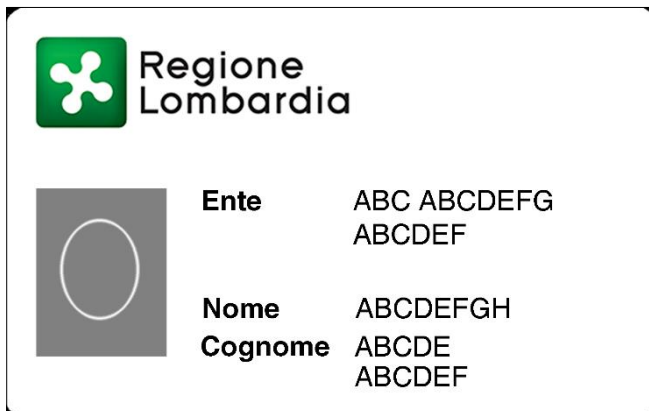 Regione
Lombardia
Ente ABC ABCDEFG
ABCDEF
Nome ABCDEFGH
Cognome ABCDE
ABCDEF